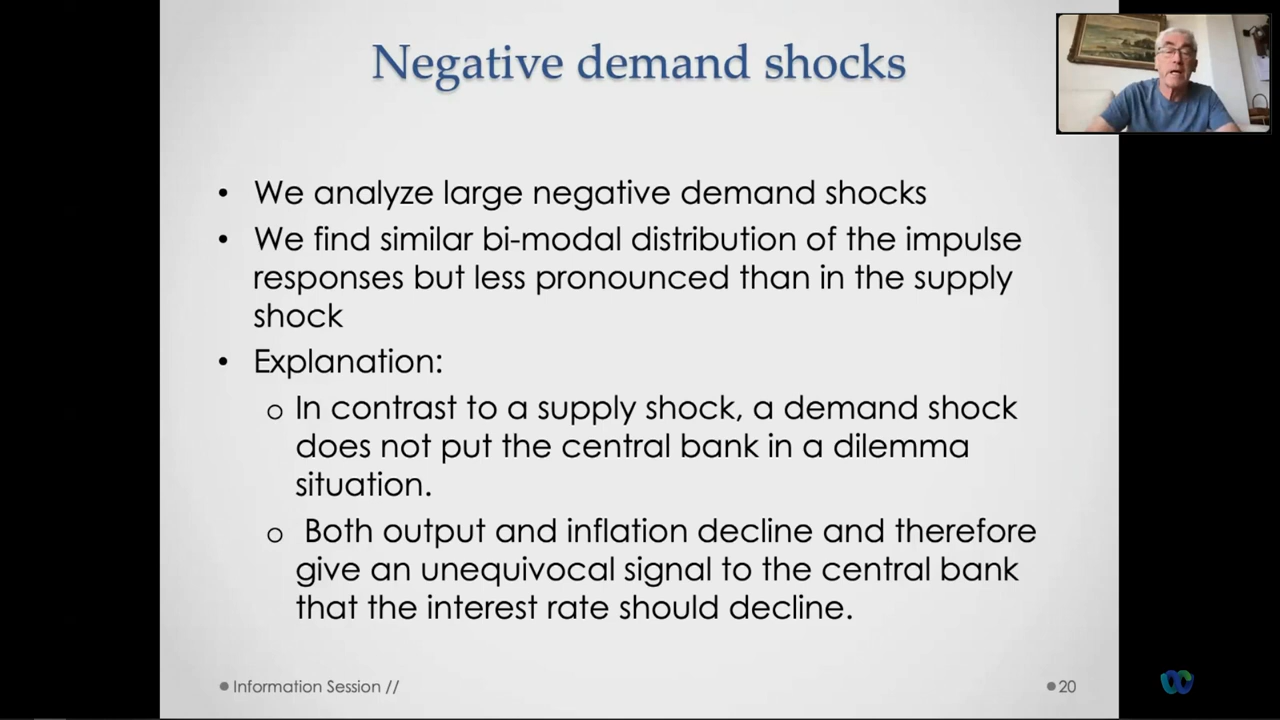 Negative demand shocks
• We analyze large negative demand shocks
• We find similar bi-modal distribution of the impulse
responses but less pronounced than in the supply
shock
• Explanation:
o In contrast to a supply shock, a demand shock
does not put the central bank in a dilemma
situation.
o Both output and inflation decline and therefore
give an unequivocal signal to the central bank
that the interest rate should decline.
Information Session //
20